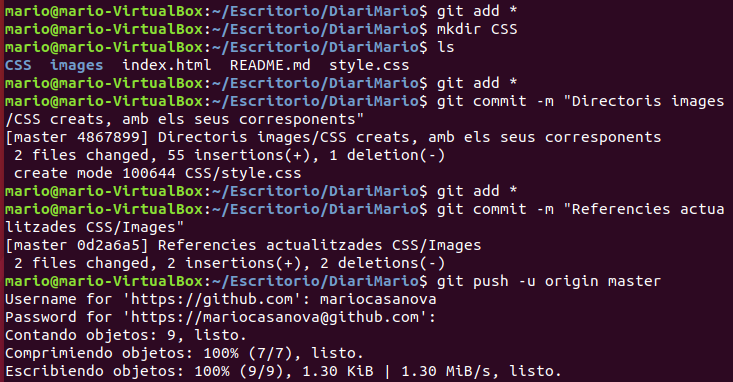 mario@mario-VirtualBox:~/Escritorio/DiariMario$ git add *
mario@mario-VirtualBox:~/Escritorio/DiariMario$ mkdir CSS
mario@mario-VirtualBox:~/Escritorio/DiariMario$ ls
CSS  images  index.html  README.md  style.css
mario@mario-VirtualBox:~/Escritorio/DiariMario$ git add *
mario@mario-VirtualBox:~/Escritorio/DiariMario$ git commit -m "Directoris images
/CSS creats, amb els seus corresponents"
[master 4867899] Directoris images/CSS creats, amb els seus corresponents
 2 files changed, 55 insertions(+), 1 deletion(-)
 create mode 100644 CSS/style.css
mario@mario-VirtualBox:~/Escritorio/DiariMario$ git add *
mario@mario-VirtualBox:~/Escritorio/DiariMario$ git commit -m "Referencies actua
litzades CSS/Images"
[master 0d2a6a5] Referencies actualitzades CSS/Images
 2 files changed, 2 insertions(+), 2 deletions(-)
mario@mario-VirtualBox:~/Escritorio/DiariMario$ git push -u origin master
Username for 'https://github.com': mariocasanova
Password for 'https://mariocasanova@github.com':
Contando objetos: 9, listo.
Comprimiendo objetos: 100% (7/7), listo.
Escribiendo objetos: 100% (9/9), 1.30 KiB | 1.30 MiB/s, listo.